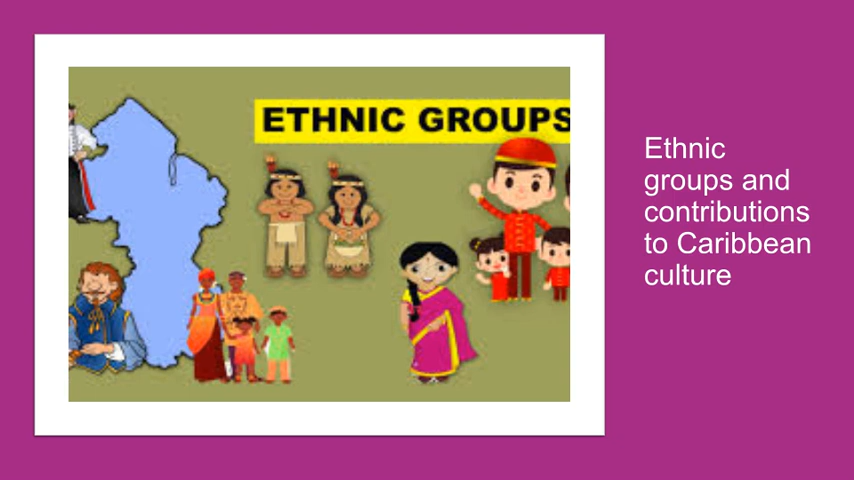 ETHNIC GROUPS
Ethnic
groups and
contributions
to Caribbean
culture